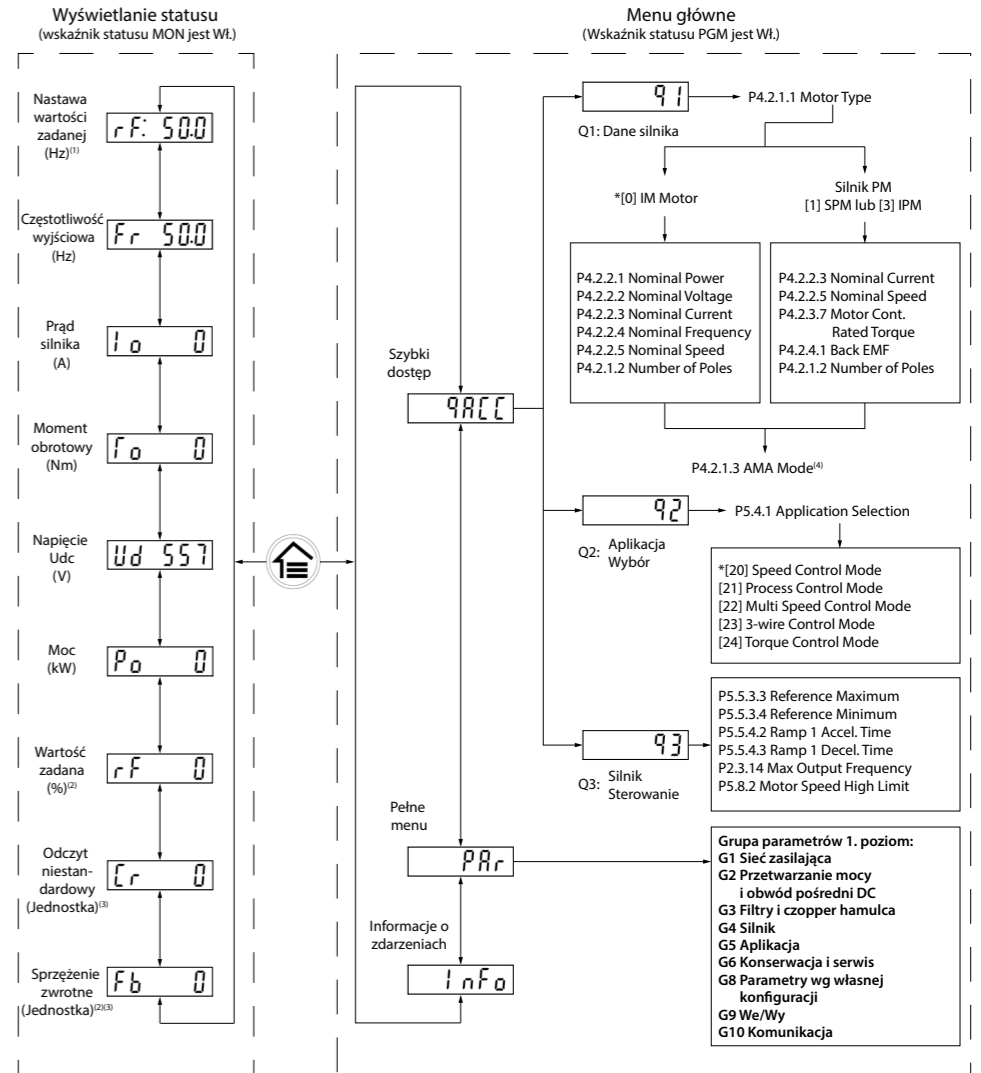 Wyświetlanie statusu
(wskaźnik statusu MON jest Wł.)
Nastawa
wartości
zadanej
(Hz)(1)
rF: 50.0
Częstotliwość
wyjściowa
(Hz)
Fr 50.0
Prąd
silnika
(A)
Io 0
Moment
obrotowy
(Nm)
To 0
Napięcie
Udc
(V)
Ud 557
Moc
(kW)
Po 0
Wartość
zadana
(%)(2)
rF 0
Odczyt
niestan-
dardowy
(Jednostka)(3)
Cr 0
Sprzężenie
zwrotne
(Jednostka)(2)(3)
Fb 0
Menu główne
(Wskaźnik statusu PGM jest Wł.)
Szybki
dostęp
qACC
q1
Q1: Dane silnika
P4.2.1.1 Motor Type
*[0] IM Motor
Silnik PM
[1] SPM lub [3] IPM
P4.2.2.1 Nominal Power
P4.2.2.2 Nominal Voltage
P4.2.2.3 Nominal Current
P4.2.2.4 Nominal Frequency
P4.2.2.5 Nominal Speed
P4.2.1.2 Number of Poles
P4.2.2.3 Nominal Current
P4.2.2.5 Nominal Speed
P4.2.3.7 Motor Cont.
Rated Torque
P4.2.4.1 Back EMF
P4.2.1.2 Number of Poles
P4.2.1.3 AMA Mode(4)
q2
Q2: Aplikacja
Wybór
P5.4.1 Application Selection
*[20] Speed Control Mode
[21] Process Control Mode
[22] Multi Speed Control Mode
[23] 3-wire Control Mode
[24] Torque Control Mode
q3
Q3: Silnik
Sterowanie
P5.5.3.3 Reference Maximum
P5.5.3.4 Reference Minimum
P5.5.4.2 Ramp 1 Accel. Time
P5.5.4.3 Ramp 1 Decel. Time
P2.3.14 Max Output Frequency
P5.8.2 Motor Speed High Limit
Pełne
menu
PAr
Grupa parametrów 1. poziom:
G1 Sieć zasilająca
G2 Przetwarzanie mocy
i obwód pośredni DC
G3 Filtry i czopper hamulca
G4 Silnik
G5 Aplikacja
G6 Konserwacja i serwis
G8 Parametry wg własnej
konfiguracji
G9 We/Wy
G10 Komunikacja
Informacje o
zdarzeniach
InFo